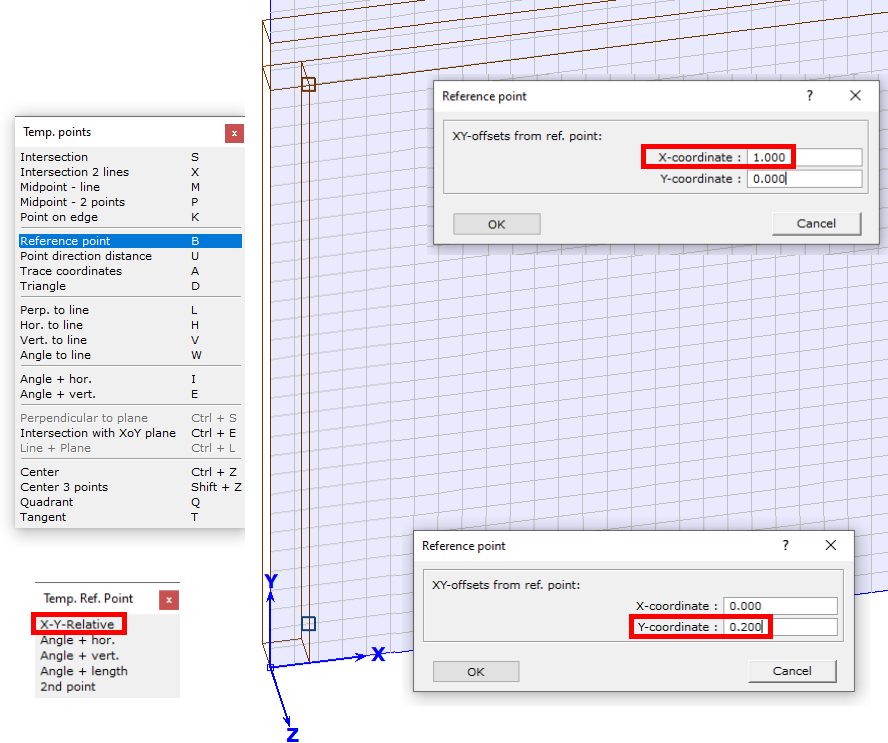 Temp. points x
Intersection S
Intersection 2 lines X
Midpoint - line M
Midpoint - 2 points P
Point on edge K
Reference point B
Point direction distance U
Trace coordinates A
Triangle D
Perp. to line L
Hor. to line H
Vert. to line V
Angle to line W
Angle + hor. I
Angle + vert. E
Perpendicular to plane Ctrl + S
Intersection with XoY plane Ctrl + E
Line + Plane Ctrl + L
Center Ctrl + Z
Center 3 points Shift + Z
Quadrant Q
Tangent T
Temp. Ref. Point x
X-Y-Relative
Angle + hor.
Angle + vert.
Angle + length
2nd point
Reference point ?
XY-offsets from ref. point:
X-coordinate : 1.000
Y-coordinate : 0.000
OK Cancel
Y
X
Z
Reference point ?
XY-offsets from ref. point:
X-coordinate : 0.000
Y-coordinate : 0.200
OK Cancel